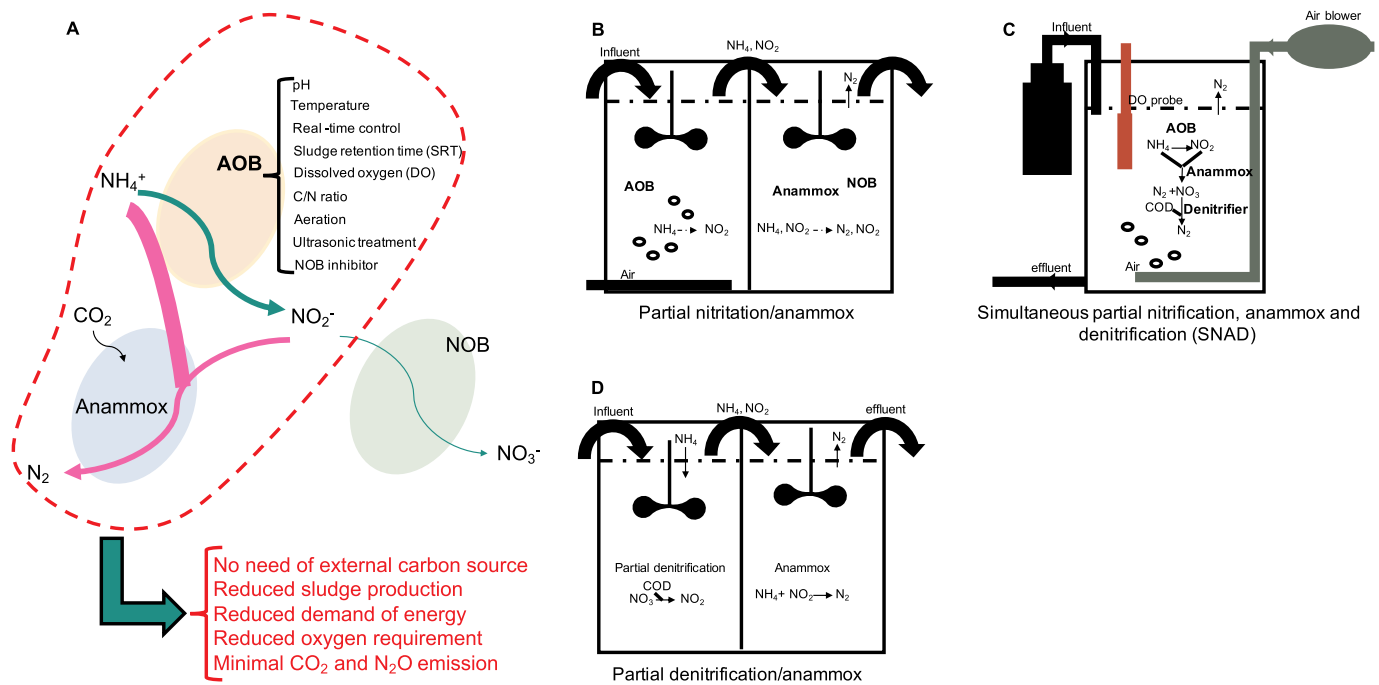 A
pH
Temperature
Real-time control
Sludge retention time (SRT)
Dissolved oxygen (DO)
C/N ratio
Aeration
Ultrasonic treatment
NOB inhibitor
AOB
NH₄⁺
NO₂⁻
CO₂
NOB
Anammox
N₂
NO₃⁻
No need of external carbon source
Reduced sludge production
Reduced demand of energy
Reduced oxygen requirement
Minimal CO₂ and N₂O emission
B
Influent
NH₄, NO₂
N₂
AOB
Anammox
NOB
NH₄ NO₂
NH₄, NO₂ N₂, NO₂
Air
Partial nitritation/anammox
C
Air blower
Influent
DO probe
N₂
AOB
NH₄ NO₂
Anammox
N₂ +NO₃
COD
Denitrifier
N₂
Air
effluent
Simultaneous partial nitrification, anammox and
denitrification (SNAD)
D
Influent
NH₄, NO₂
effluent
NH₄
N₂
Partial denitrification
COD
NO₃ NO₂
Anammox
NH₄+ NO₂ N₂
Partial denitrification/anammox